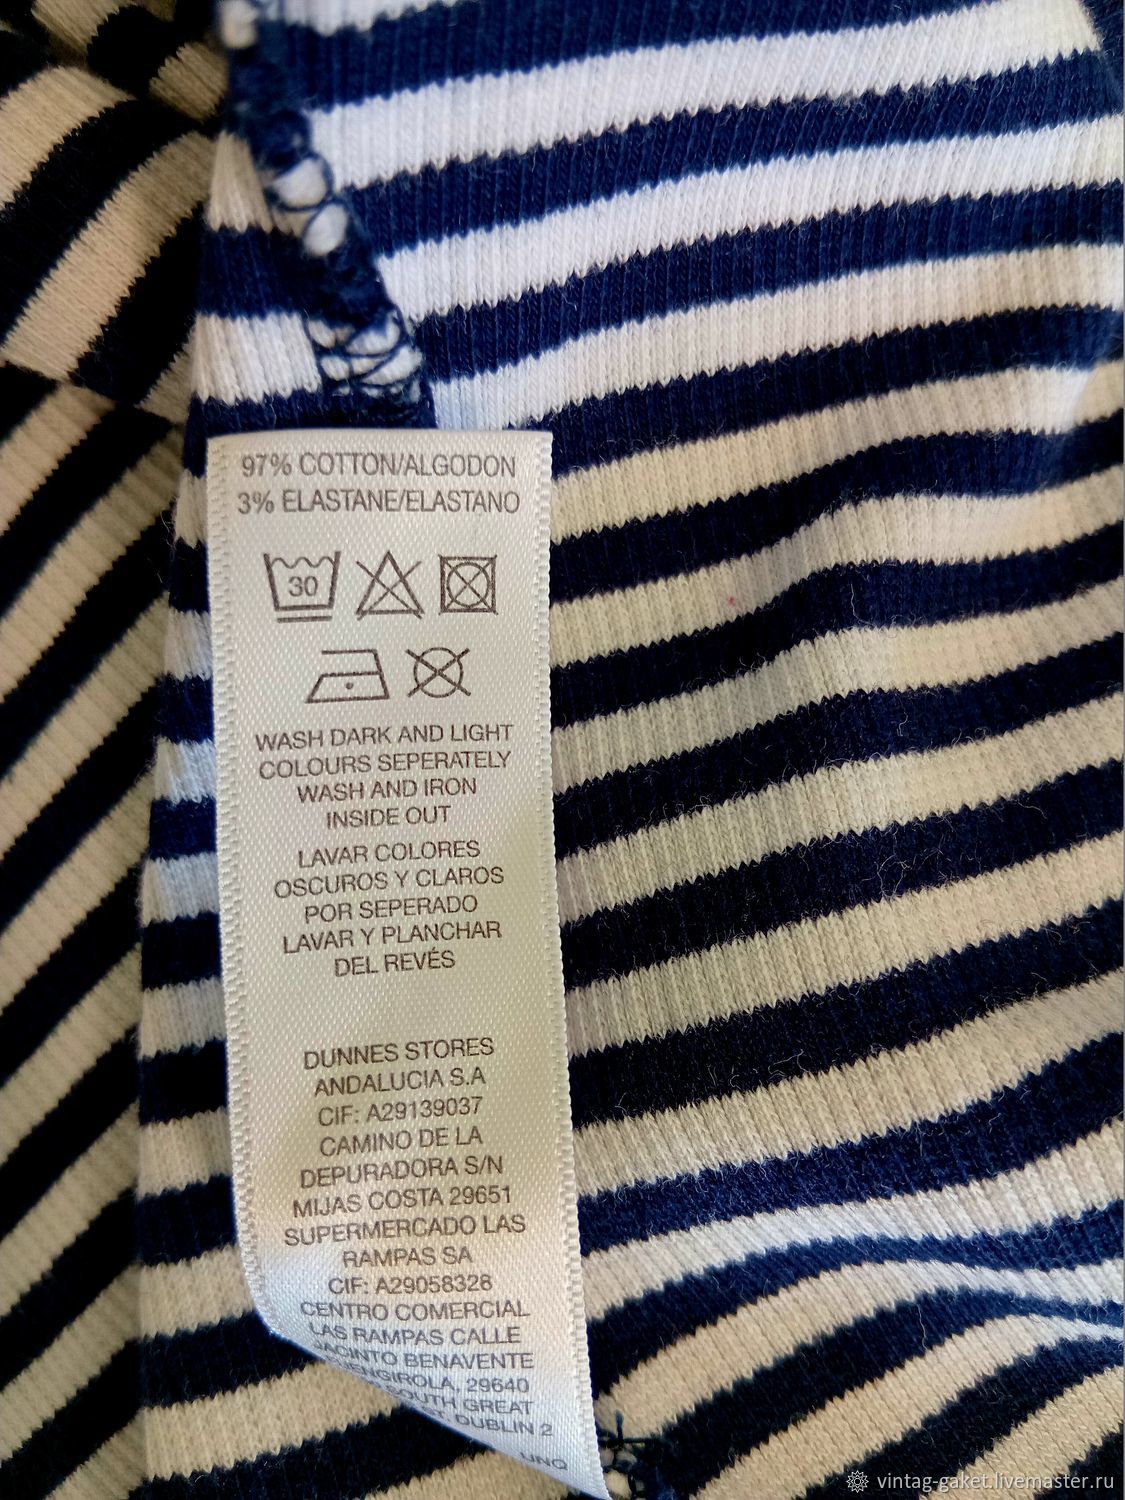 97% COTTON/ALGODON
3% ELASTANE/ELASTANO
30
WASH DARK AND LIGHT
COLOURS SEPERATELY
WASH AND IRON
INSIDE OUT
LAVAR COLORES
OSCUROS Y CLAROS
POR SEPERADO
LAVAR Y PLANCHAR
DEL REVÉS
DUNNES STORES
ANDALUCIA S.A
CIF: A29139037
CAMINO DE LA
DEPURADORA S/N
MIJAS COSTA 29651
SUPERMERCADO LAS
RAMPAS SA
CIF: A29058328
CENTRO COMERCIAL
LAS RAMPAS CALLE
JACINTO BENAVENTE
29640
SOUTH GREAT
DUBLIN 2
vintag-gaket.livemaster.ru